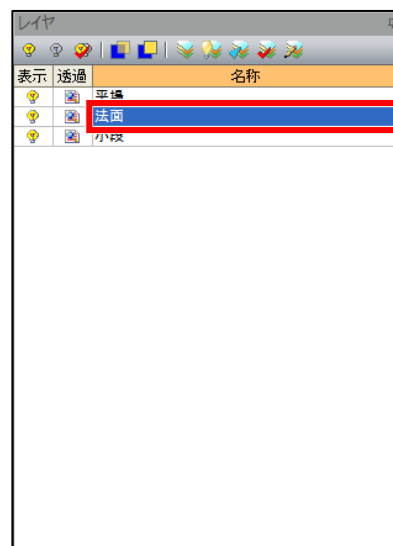 レイヤ
表示 透過 名称
平場
法面
小段